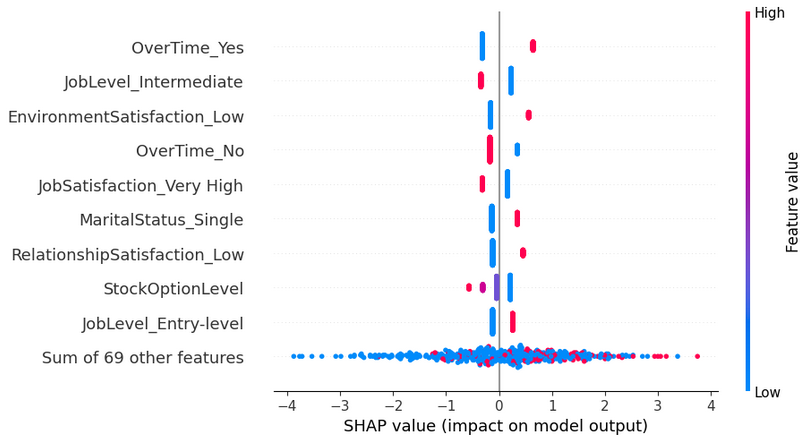 High
OverTime_Yes
JobLevel_Intermediate
EnvironmentSatisfaction_Low
OverTime_No
JobSatisfaction_Very High
MaritalStatus_Single
RelationshipSatisfaction_Low
StockOptionLevel
JobLevel_Entry-level
Sum of 69 other features
Feature value
Low
−4 −3 −2 −1 0 1 2 3 4
SHAP value (impact on model output)